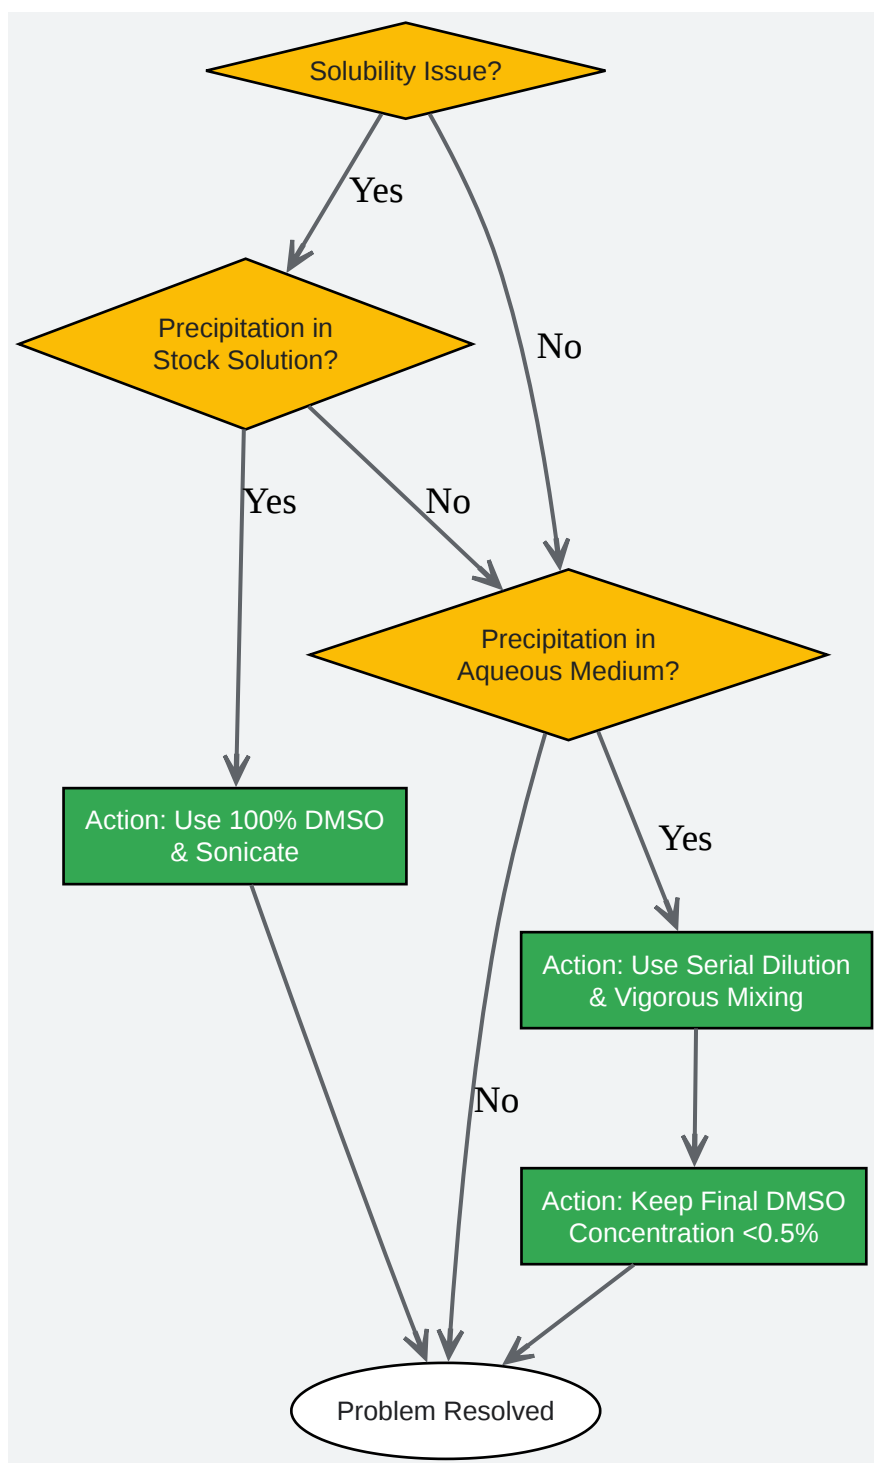 Solubility Issue?
Yes
Precipitation in
Stock Solution?
No
Yes
No
Precipitation in
Aqueous Medium?
Action: Use 100% DMSO
& Sonicate
Yes
Action: Use Serial Dilution
& Vigorous Mixing
No
Action: Keep Final DMSO
Concentration <0.5%
Problem Resolved